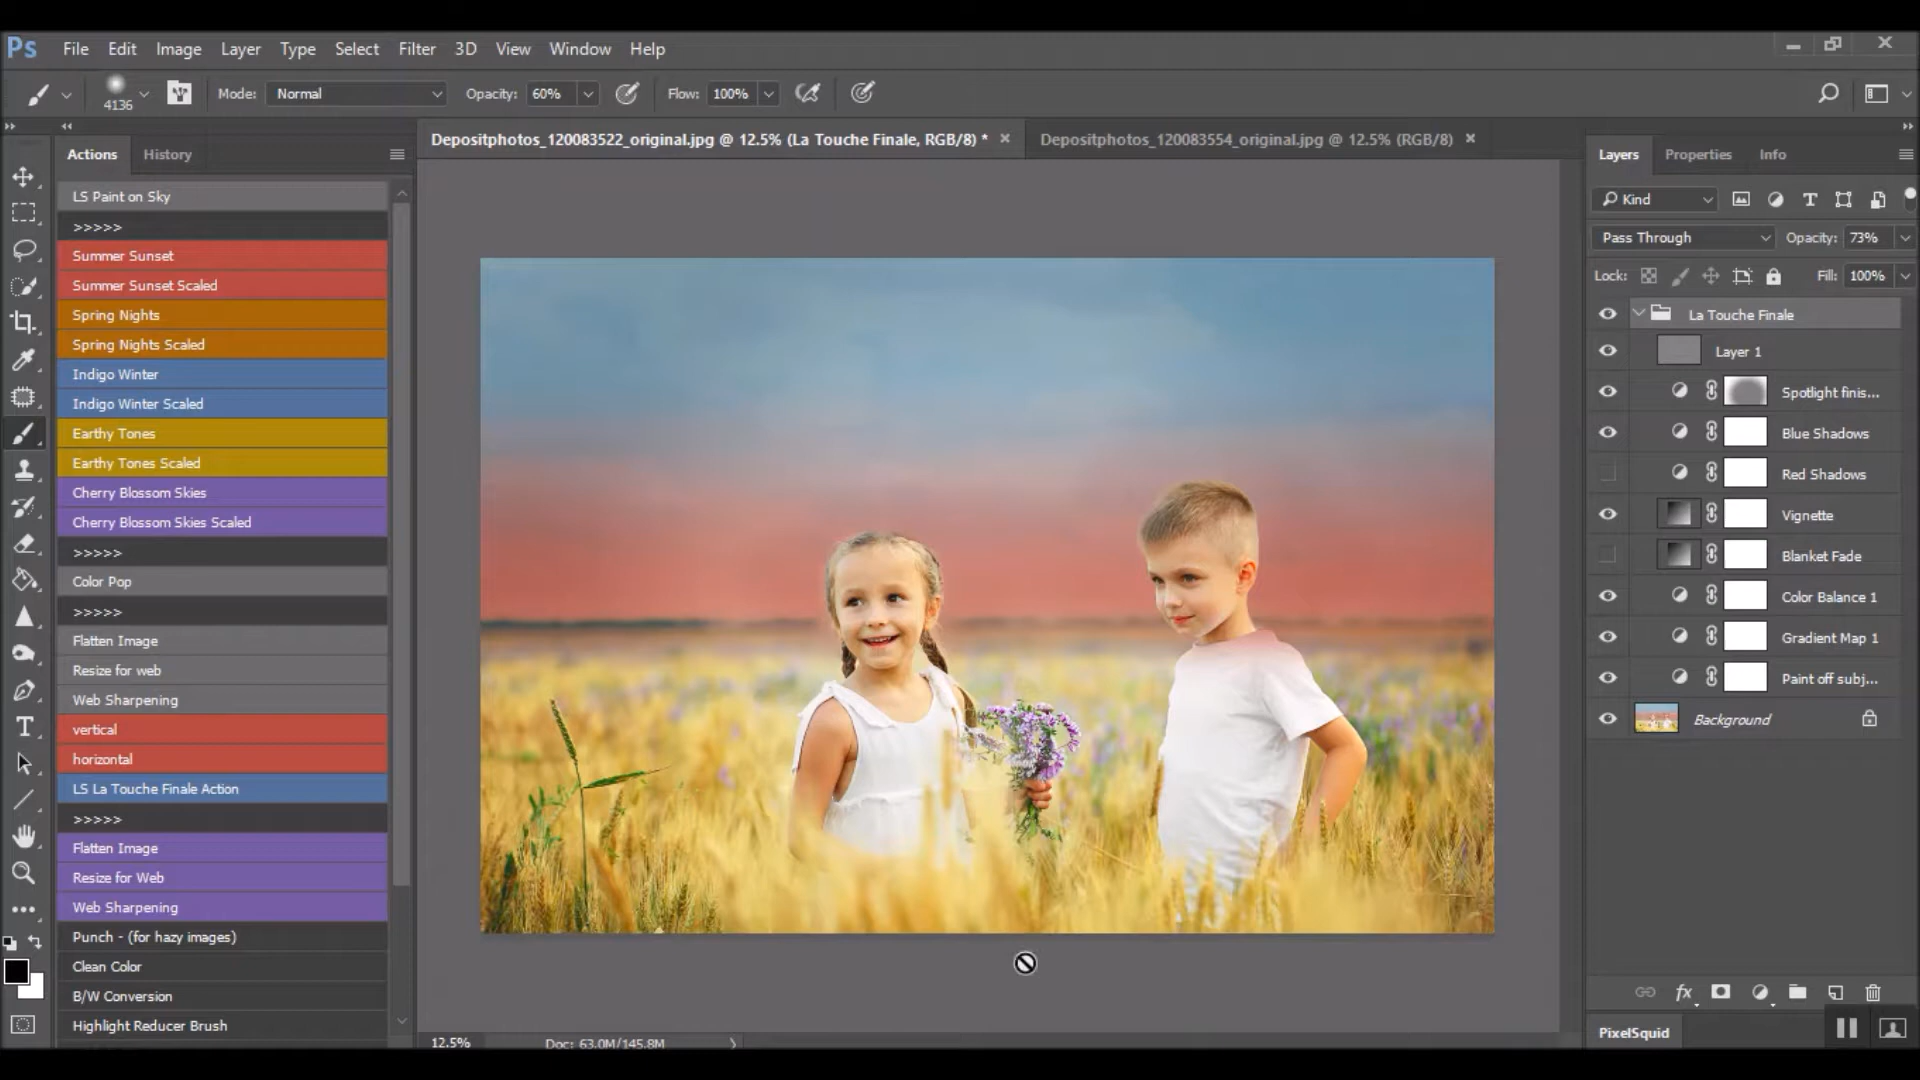 Ps File Edit Image Layer Type Select Filter 3D View Window Help
4136 Mode: Normal Opacity: 60% Flow: 100%
Depositphotos_120083522_original.jpg @ 12.5% (La Touche Finale, RGB/8) * Depositphotos_120083554_original.jpg @ 12.5% (RGB/8)
Actions History
LS Paint on Sky
>>>>>
Summer Sunset
Summer Sunset Scaled
Spring Nights
Spring Nights Scaled
Indigo Winter
Indigo Winter Scaled
Earthy Tones
Earthy Tones Scaled
Cherry Blossom Skies
Cherry Blossom Skies Scaled
>>>>>
Color Pop
>>>>>
Flatten Image
Resize for web
Web Sharpening
vertical
horizontal
LS La Touche Finale Action
>>>>>
Flatten Image
Resize for Web
Web Sharpening
Punch - (for hazy images)
Clean Color
B/W Conversion
Highlight Reducer Brush
12.5% Doc: 63.0M/145.8M
Layers Properties Info
Kind
Pass Through Opacity: 73%
Lock: Fill: 100%
La Touche Finale
Layer 1
Spotlight finis...
Blue Shadows
Red Shadows
Vignette
Blanket Fade
Color Balance 1
Gradient Map 1
Paint off subj...
Background
fx
PixelSquid